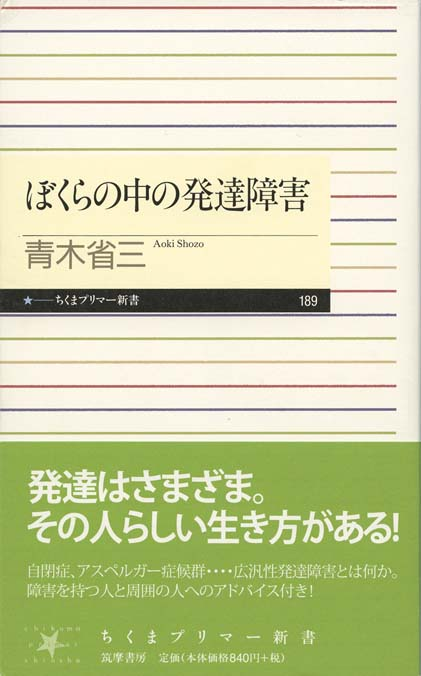 ぼくらの中の発達障害
青木省三 Aoki Shozo
★──ちくまプリマー新書 189
発達はさまざま。
その人らしい生き方がある!
自閉症、アスペルガー症候群・・・・広汎性発達障害とは何か。
障害を持つ人と周囲の人へのアドバイス付き!
chikuma
primer
shinsho
ちくまプリマー新書
筑摩書房 定価(本体価格840円+税)